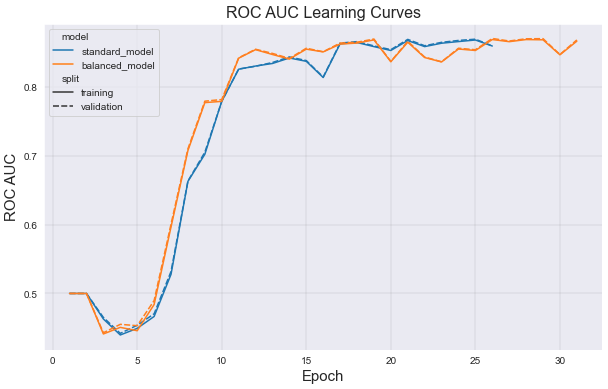 ROC AUC Learning Curves
model
standard_model
balanced_model
split
training
validation
ROC AUC
0.8
0.7
0.6
0.5
0 5 10 15 20 25 30
Epoch